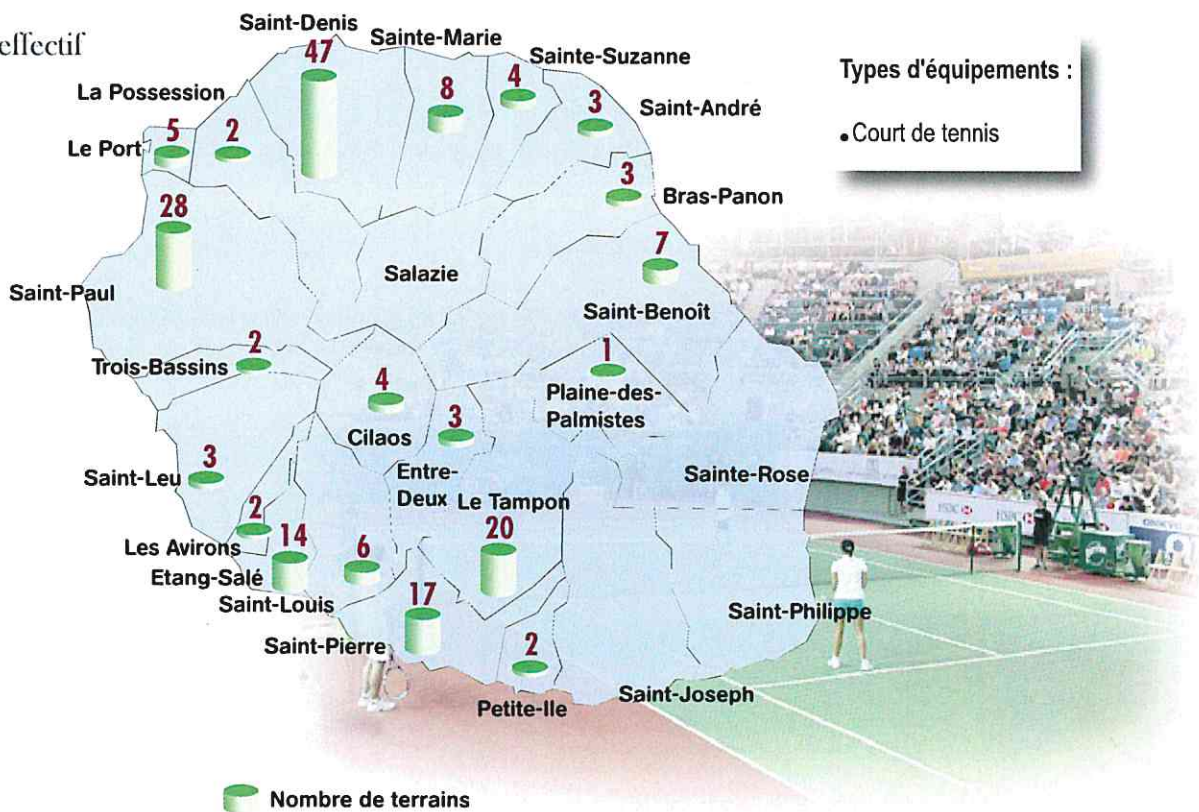 effectif
Saint-Denis
47
Sainte-Marie
8
Sainte-Suzanne
4
Saint-André
3
La Possession
2
Le Port
5
Bras-Panon
3
28
Saint-Paul
Salazie
7
Saint-Benoît
Trois-Bassins
2
4
Cilaos
3
Entre-
Deux
1
Plaine-des-
Palmistes
Sainte-Rose
Saint-Leu
3
Les Avirons
2
Etang-Salé
14
Saint-Louis
6
Le Tampon
20
Saint-Pierre
17
Petite-Ile
2
Saint-Joseph
Saint-Philippe
Types d'équipements :
• Court de tennis
HSBC
Nombre de terrains